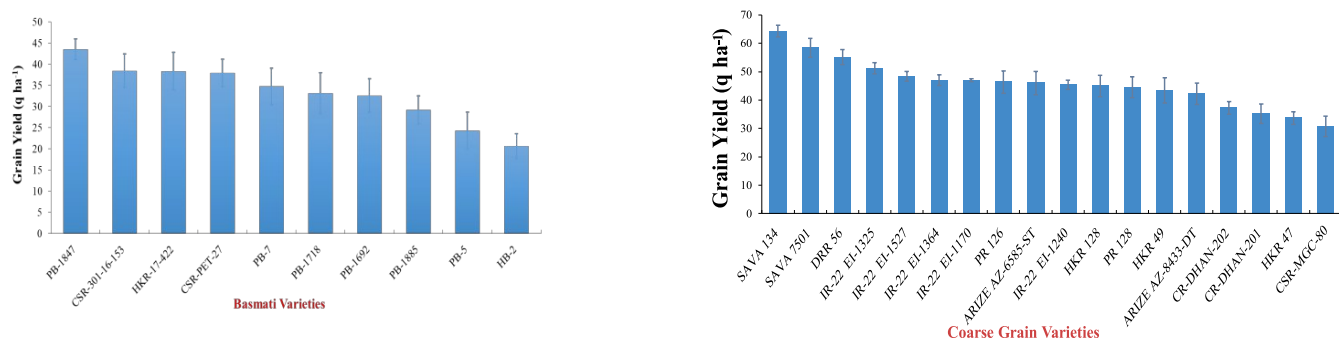 Grain Yield (q ha⁻¹)
50
45
40
35
30
25
20
15
10
5
0
PB-1847
CSR-301-16-153
HKR-17-422
CSR-PET-27
PB-7
PB-1718
PB-1692
PB-1885
PB-5
HB-2
Basmati Varieties
Grain Yield (q ha⁻¹)
70
60
50
40
30
20
10
0
SAVA 134
SAVA 7501
DRR 56
IR-22 EI-1325
IR-22 EI-1527
IR-22 EI-1364
IR-22 EI-1170
PR 126
ARIZE AZ-6585-ST
IR-22 EI-1240
HKR 128
PR 128
HKR 49
ARIZE AZ-8433-DT
CR-DHAN-202
CR-DHAN-201
HKR 47
CSR-MGC-80
Coarse Grain Varieties